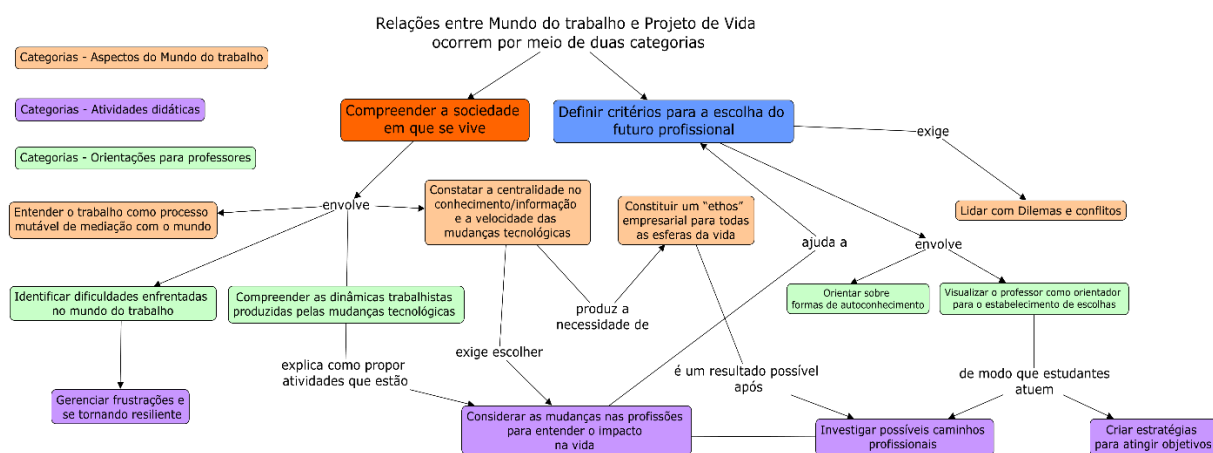 Relações entre Mundo do trabalho e Projeto de Vida
ocorrem por meio de duas categorias
Categorias - Aspectos do Mundo do trabalho
Categorias - Atividades didáticas
Categorias - Orientações para professores
Compreender a sociedade
em que se vive
Definir critérios para a escolha do
futuro profissional
exige
envolve
Entender o trabalho como processo
mutável de mediação com o mundo
Constatar a centralidade no
conhecimento/informação
e a velocidade das
mudanças tecnológicas
Constituir um “ethos”
empresarial para todas
as esferas da vida
Lidar com Dilemas e conflitos
ajuda a
envolve
Identificar dificuldades enfrentadas
no mundo do trabalho
Compreender as dinâmicas trabalhistas
produzidas pelas mudanças tecnológicas
produz a
necessidade de
Orientar sobre
formas de autoconhecimento
Visualizar o professor como orientador
para o estabelecimento de escolhas
explica como propor
atividades que estão
exige escolher
é um resultado possível
após
de modo que estudantes
atuem
Gerenciar frustrações e
se tornando resiliente
Considerar as mudanças nas profissões
para entender o impacto
na vida
Investigar possíveis caminhos
profissionais
Criar estratégias
para atingir objetivos